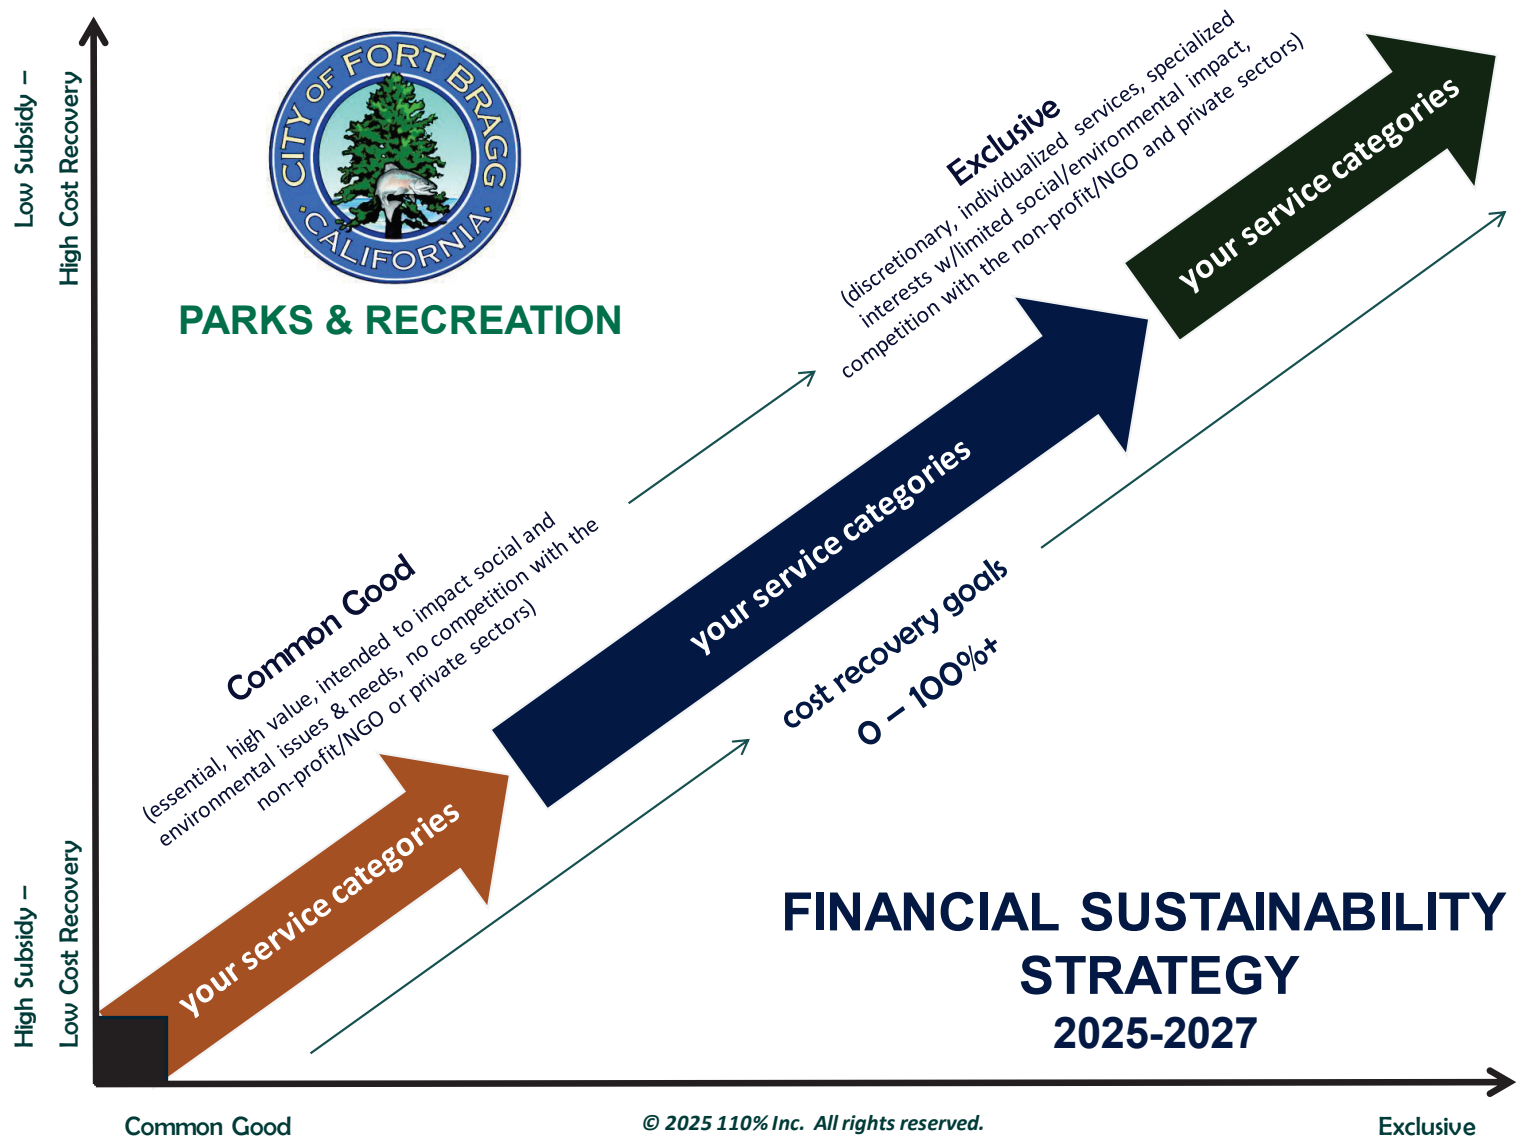 Low Subsidy –
High Cost Recovery
CITY OF FORT BRAGG
· CALIFORNIA ·
PARKS & RECREATION
Exclusive
(discretionary, individualized services, specialized
interests w/limited social/environmental impact,
competition with the non-profit/NGO and private sectors)
your service categories
Common Good
(essential, high value, intended to impact social and
environmental issues & needs, no competition with the
non-profit/NGO or private sectors)
your service categories
your service categories
cost recovery goals
0 – 100%+
High Subsidy –
Low Cost Recovery
FINANCIAL SUSTAINABILITY
STRATEGY
2025-2027
Common Good
© 2025 110% Inc. All rights reserved.
Exclusive